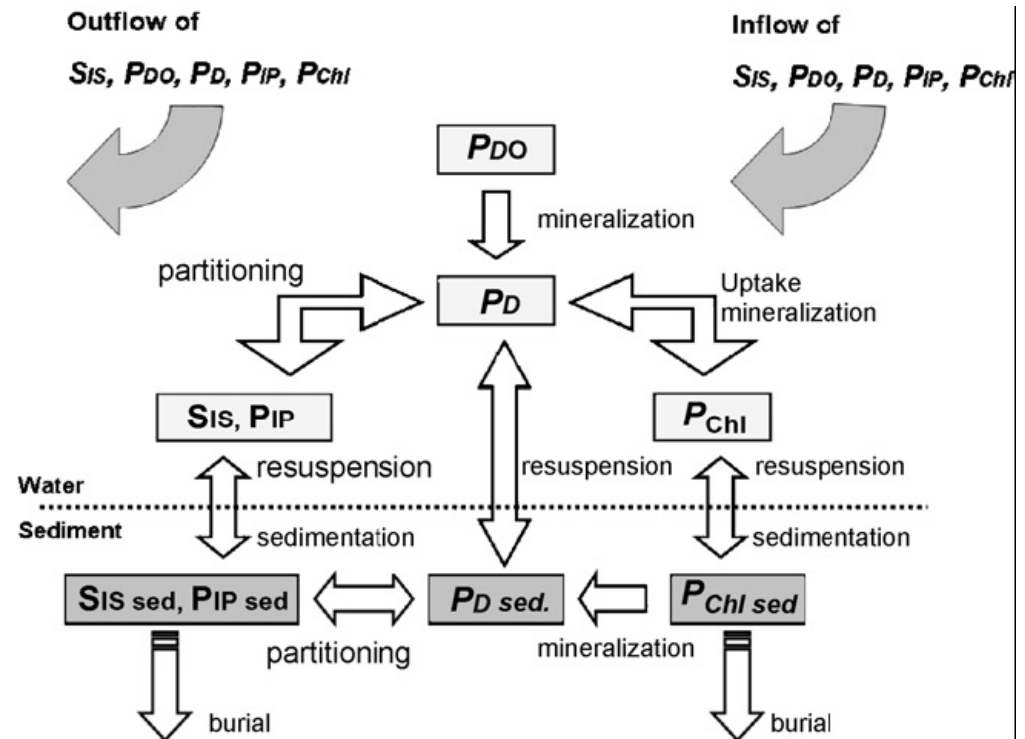 Outflow of
Inflow of
SIS, PDO, PD, PIP, PChl
SIS, PDO, PD, PIP, PChl
PDO
mineralization
partitioning
PD
Uptake
mineralization
SIS, PIP
PChl
resuspension
resuspension
resuspension
Water
Sediment
sedimentation
sedimentation
SIS sed, PIP sed
PD sed.
PChl sed
partitioning
mineralization
burial
burial